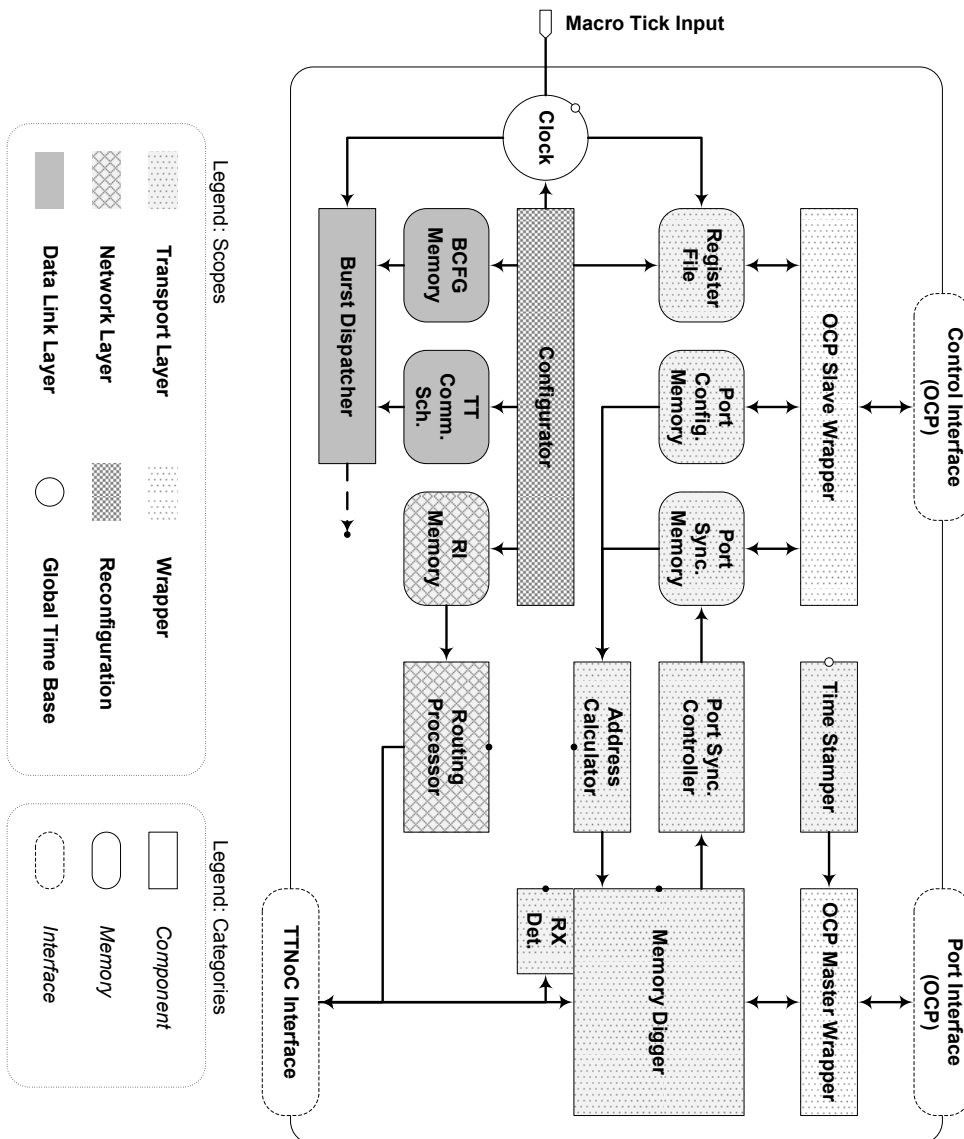 Macro Tick Input
Control Interface
(OCP)
Port Interface
(OCP)
OCP Slave Wrapper
Time Stamper
OCP Master Wrapper
Clock
Register
File
Port
Config.
Memory
Port
Sync.
Memory
Port Sync.
Controller
Memory Digger
Address
Calculator
RX
Det.
Configurator
BCFG
Memory
TT
Comm.
Sch.
RI
Memory
Routing
Processor
Burst Dispatcher
TTNoC Interface
Legend: Scopes
Transport Layer
Network Layer
Data Link Layer
Wrapper
Reconfiguration
Global Time Base
Legend: Categories
Component
Memory
Interface